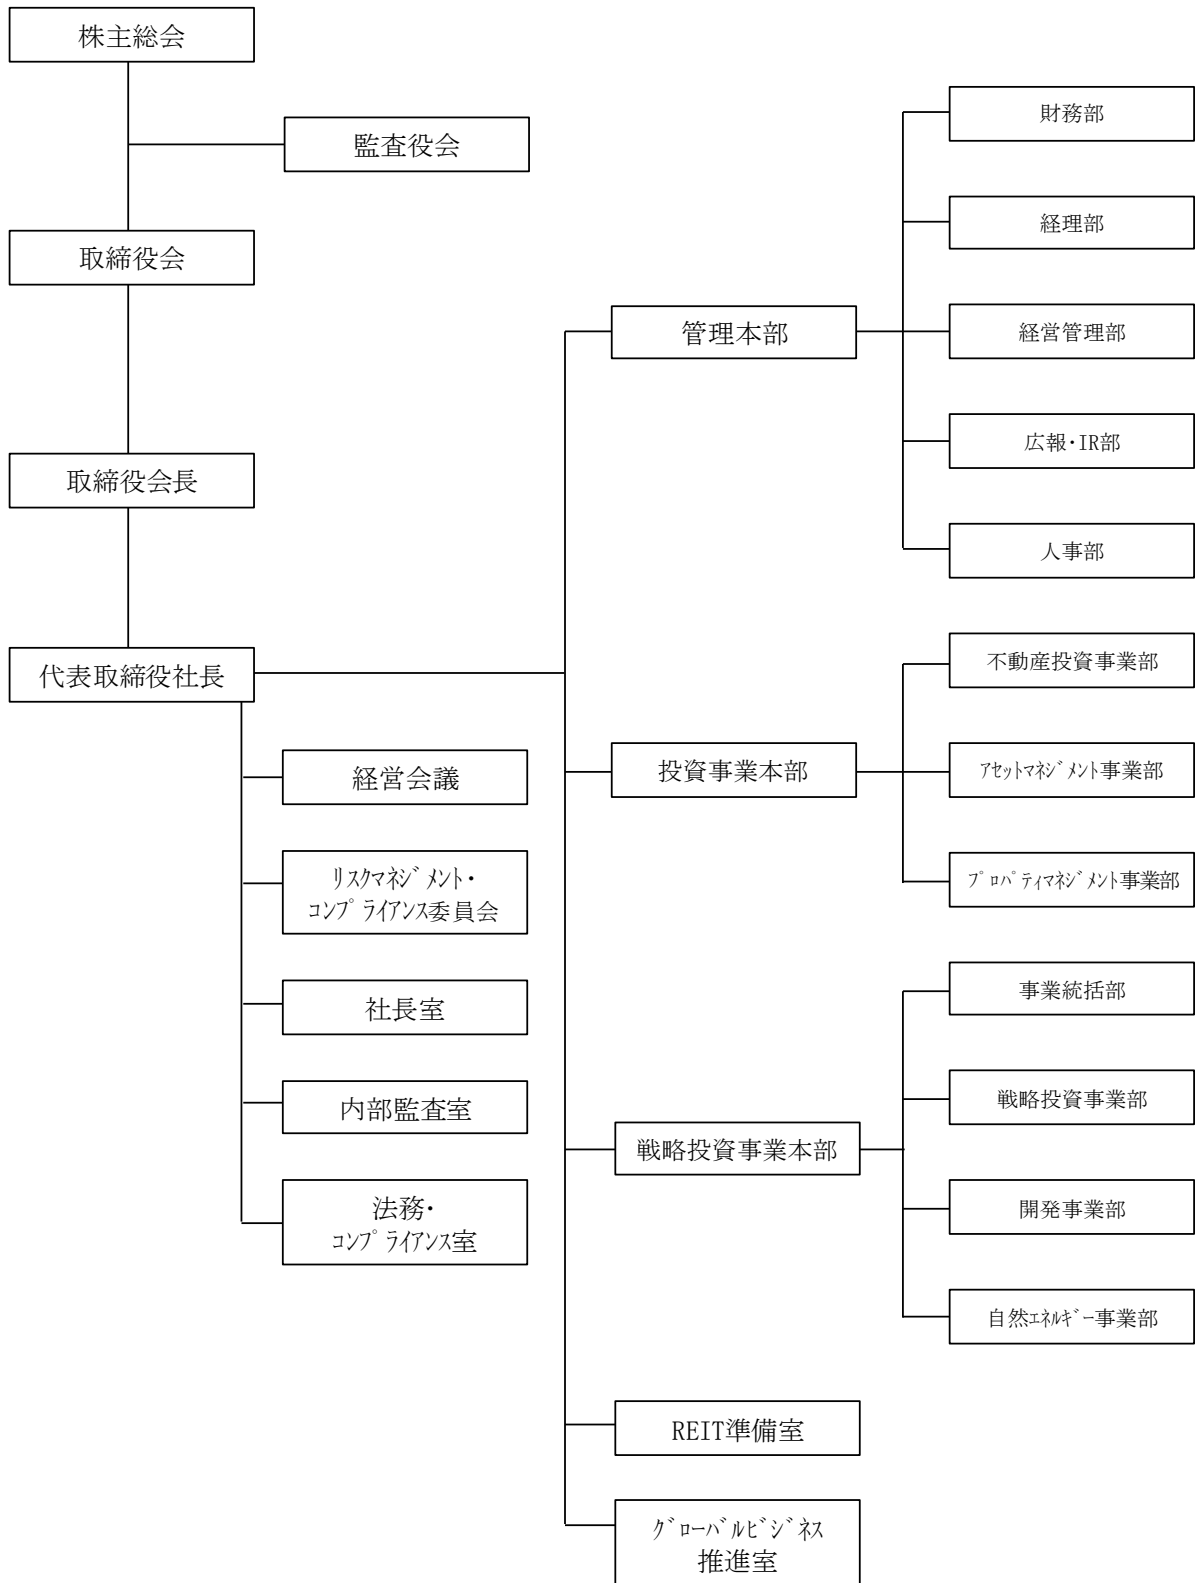 株主総会
監査役会
取締役会
取締役会長
代表取締役社長
経営会議
ﾘｽｸﾏﾈｼﾞﾒﾝﾄ・
ｺﾝﾌﾟﾗｲｱﾝｽ委員会
社長室
内部監査室
法務・
ｺﾝﾌﾟﾗｲｱﾝｽ室
管理本部
財務部
経理部
経営管理部
広報・IR部
人事部
投資事業本部
不動産投資事業部
ｱｾｯﾄﾏﾈｼﾞﾒﾝﾄ事業部
ﾌﾟﾛﾊﾟﾃｨﾏﾈｼﾞﾒﾝﾄ事業部
戦略投資事業本部
事業統括部
戦略投資事業部
開発事業部
自然ｴﾈﾙｷﾞｰ事業部
REIT準備室
ｸﾞﾛｰﾊﾞﾙﾋﾞｼﾞﾈｽ
推進室